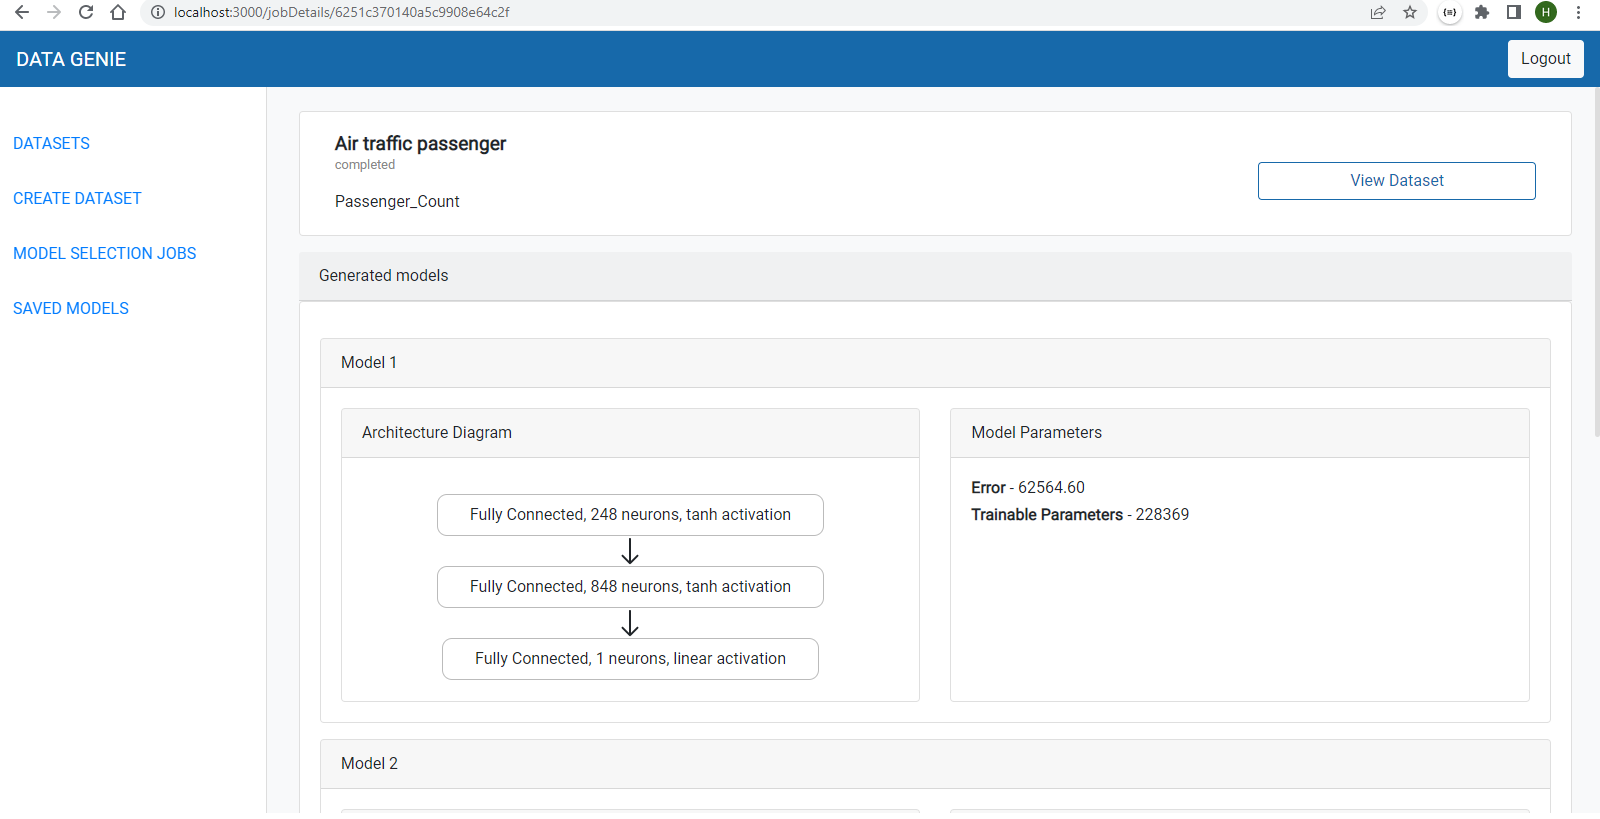 localhost:3000/jobDetails/6251c370140a5c9908e64c2f
H
DATA GENIE
Logout
DATASETS
CREATE DATASET
MODEL SELECTION JOBS
SAVED MODELS
Air traffic passenger
completed
Passenger_Count
View Dataset
Generated models
Model 1
Architecture Diagram
Fully Connected, 248 neurons, tanh activation
Fully Connected, 848 neurons, tanh activation
Fully Connected, 1 neurons, linear activation
Model Parameters
Error - 62564.60
Trainable Parameters - 228369
Model 2